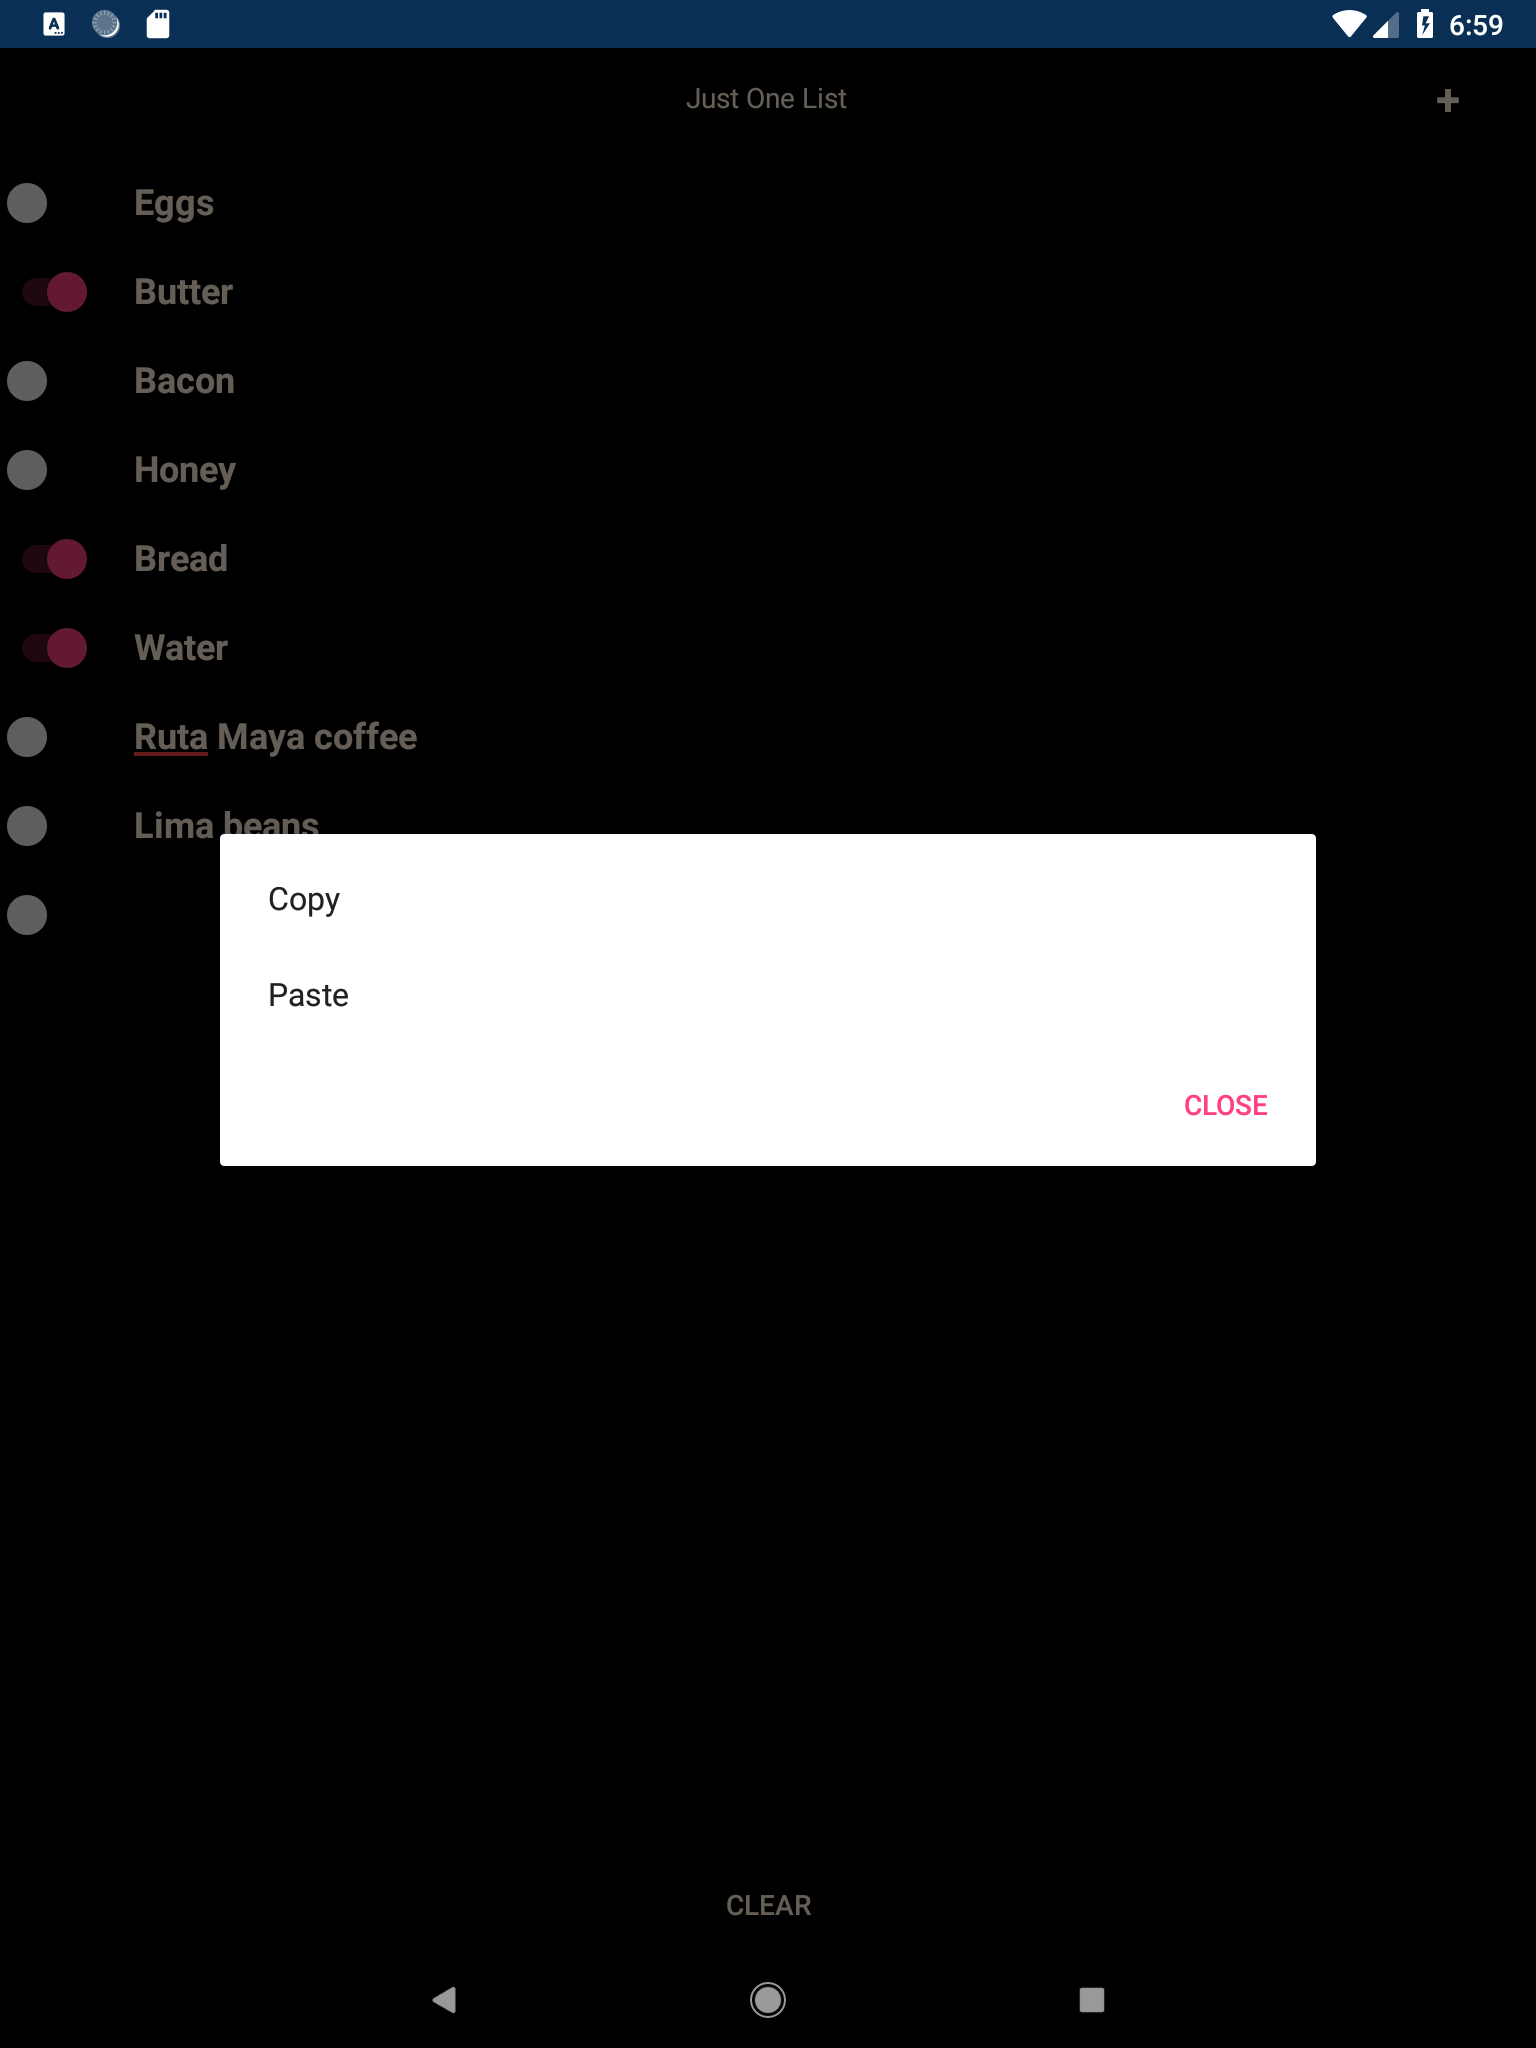 6:59
Just One List
+
Eggs
Butter
Bacon
Honey
Bread
Water
Ruta Maya coffee
Lima beans
Copy
Paste
CLOSE
CLEAR